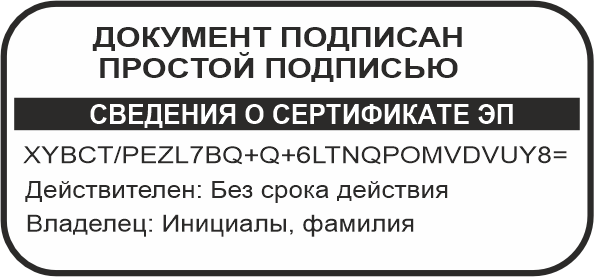 ДОКУМЕНТ ПОДПИСАН
ПРОСТОЙ ПОДПИСЬЮ
СВЕДЕНИЯ О СЕРТИФИКАТЕ ЭП
XYBCT/PEZL7BQ+Q+6LTNQPOMVDVUY8=
Действителен: Без срока действия
Владелец: Инициалы, фамилия